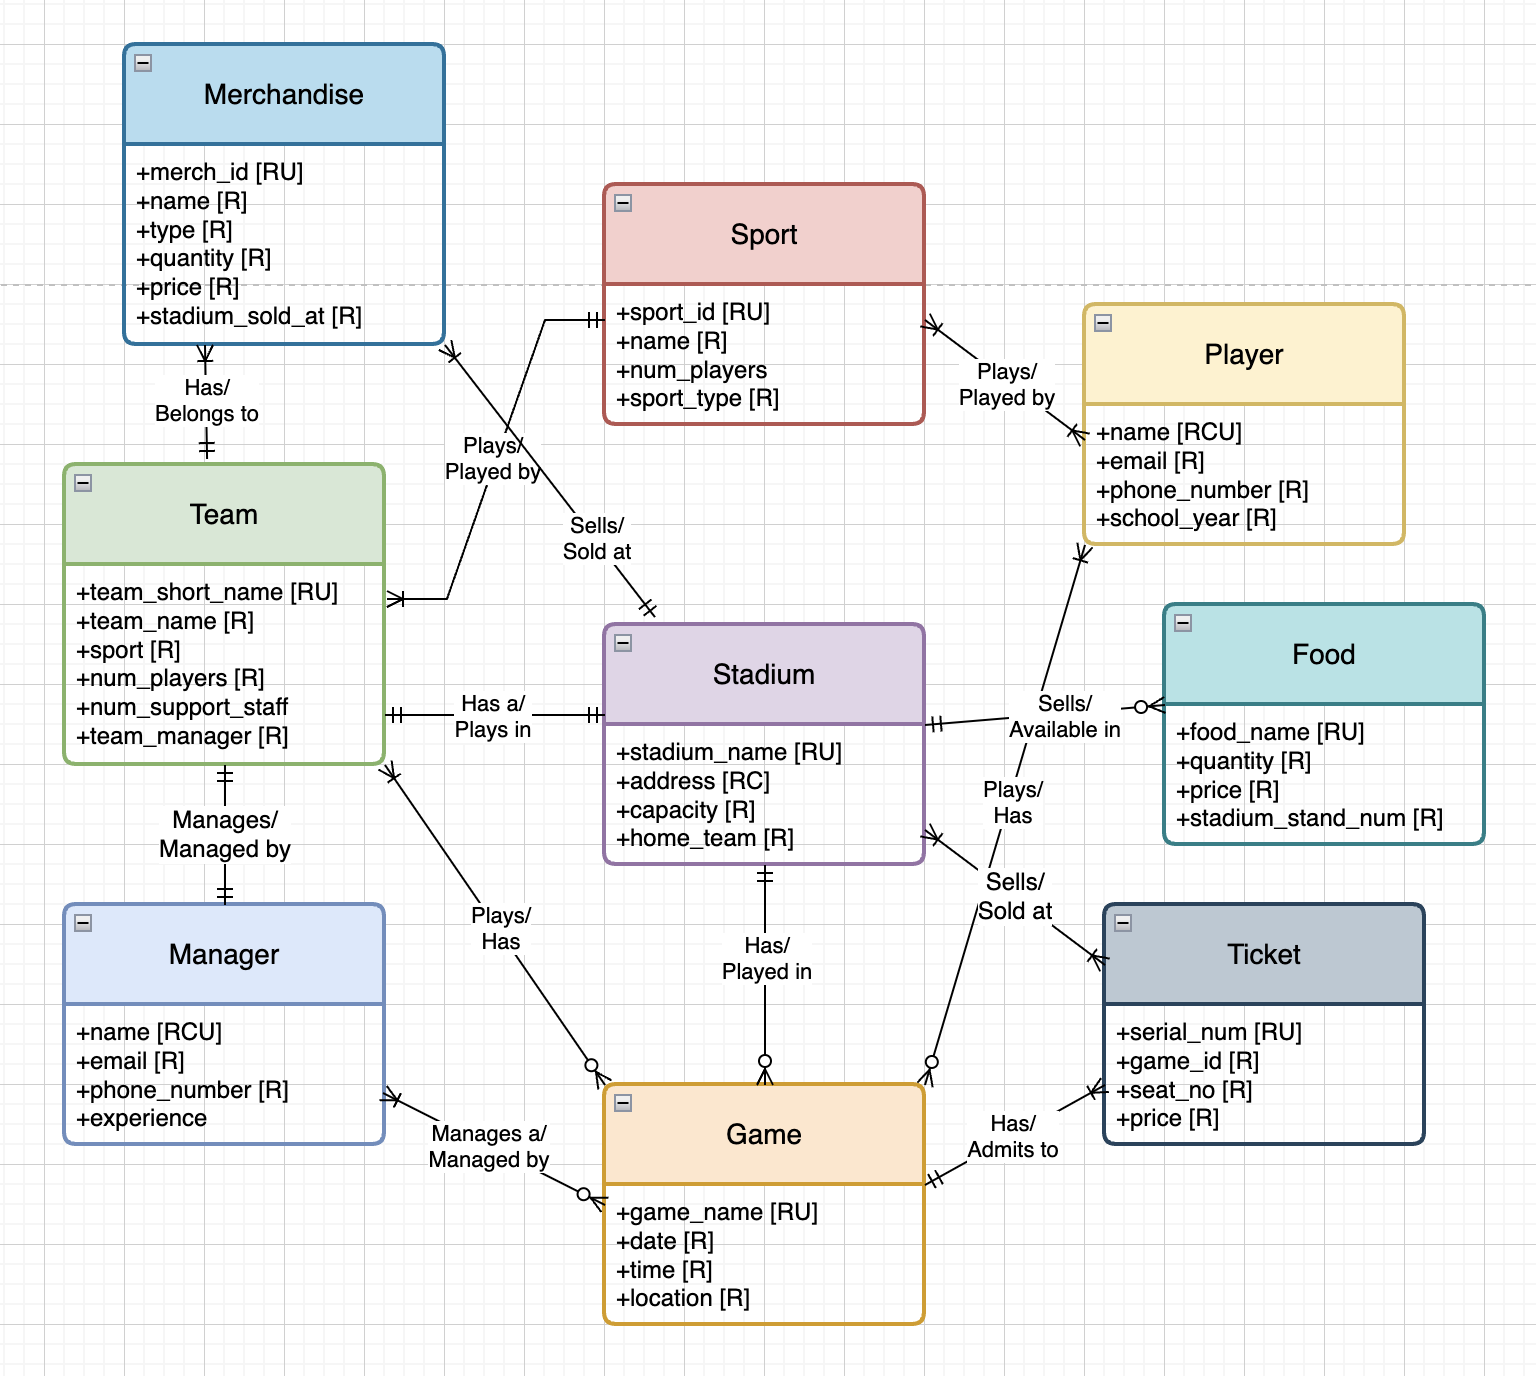 Merchandise
+merch_id [RU]
+name [R]
+type [R]
+quantity [R]
+price [R]
+stadium_sold_at [R]
Sport
+sport_id [RU]
+name [R]
+num_players
+sport_type [R]
Player
+name [RCU]
+email [R]
+phone_number [R]
+school_year [R]
Plays/
Played by
Has/
Belongs to
Plays/
Played by
Sells/
Sold at
Team
+team_short_name [RU]
+team_name [R]
+sport [R]
+num_players [R]
+num_support_staff
+team_manager [R]
Has a/
Plays in
Stadium
+stadium_name [RU]
+address [RC]
+capacity [R]
+home_team [R]
Sells/
Available in
Food
+food_name [RU]
+quantity [R]
+price [R]
+stadium_stand_num [R]
Plays/
Has
Manages/
Managed by
Sells/
Sold at
Plays/
Has
Has/
Played in
Manager
+name [RCU]
+email [R]
+phone_number [R]
+experience
Manages a/
Managed by
Game
+game_name [RU]
+date [R]
+time [R]
+location [R]
Has/
Admits to
Ticket
+serial_num [RU]
+game_id [R]
+seat_no [R]
+price [R]